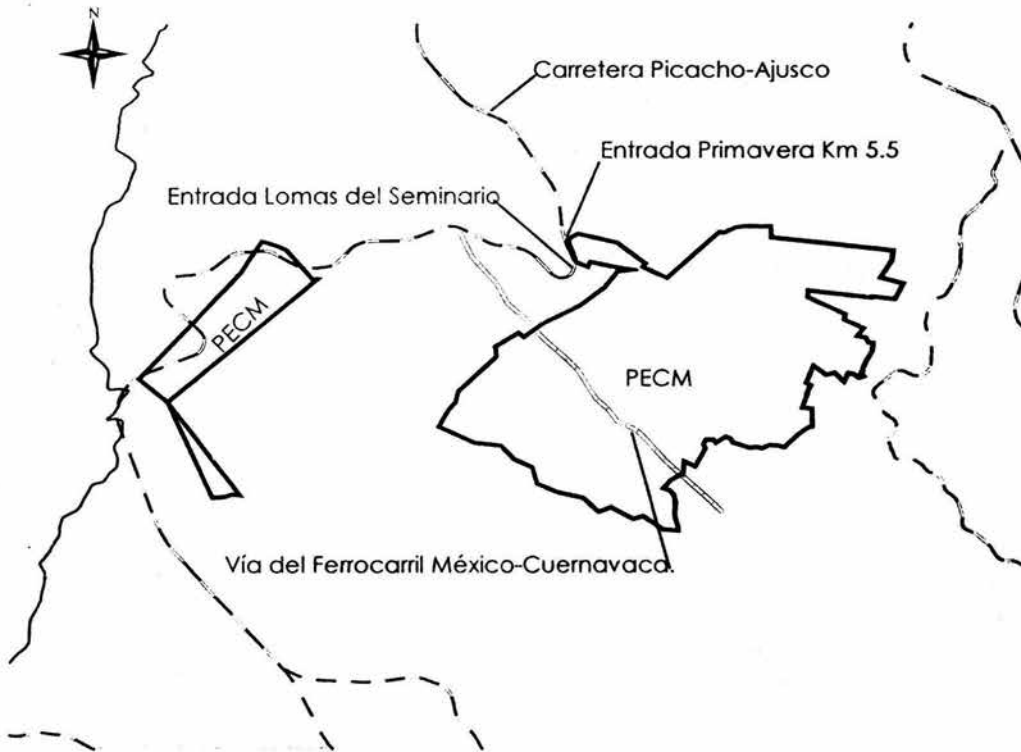 N
Carretera Picacho-Ajusco
Entrada Primavera Km 5.5
Entrada Lomas del Seminario
PECM
PECM
Vía del Ferrocarril México-Cuernavaca.